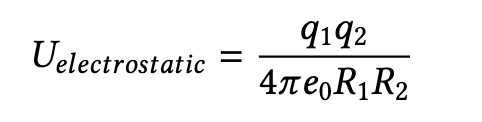 U_{electrostatic} = \frac{q_1 q_2}{4\pi e_0 R_1 R_2}